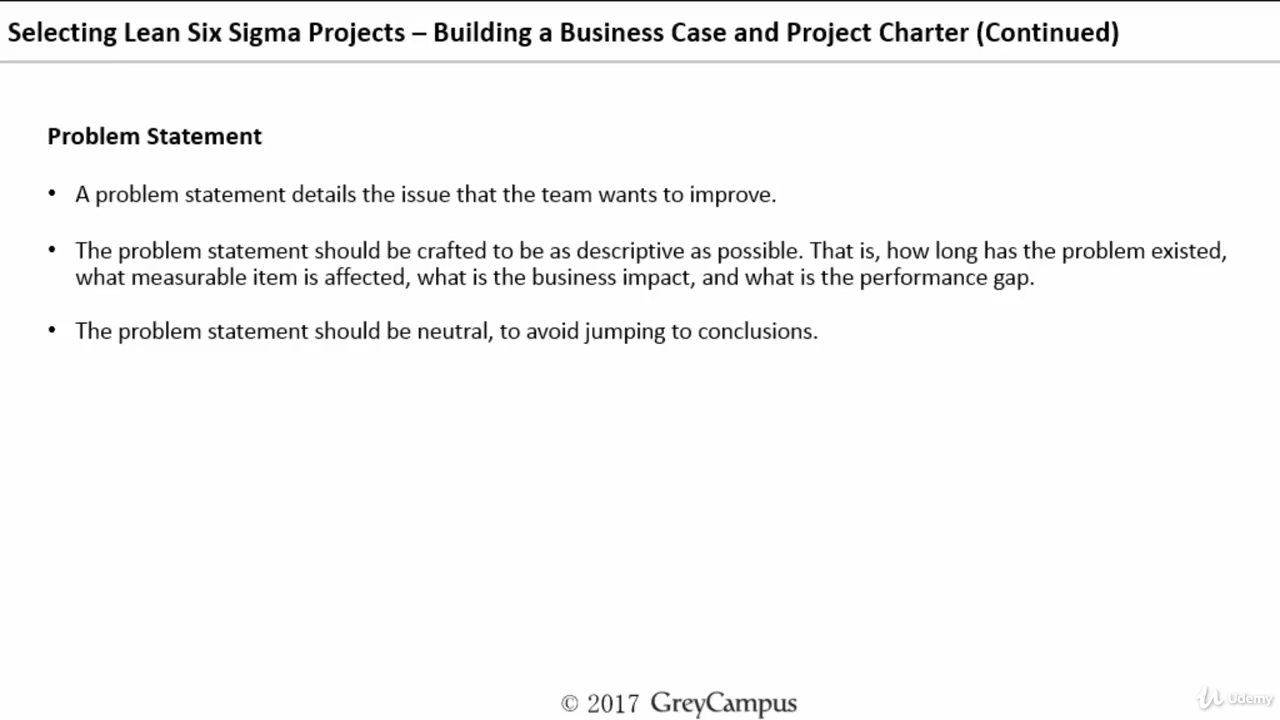 Selecting Lean Six Sigma Projects – Building a Business Case and Project Charter (Continued)
Problem Statement
• A problem statement details the issue that the team wants to improve.
• The problem statement should be crafted to be as descriptive as possible. That is, how long has the problem existed,
what measurable item is affected, what is the business impact, and what is the performance gap.
• The problem statement should be neutral, to avoid jumping to conclusions.
© 2017 GreyCampus
Udemy